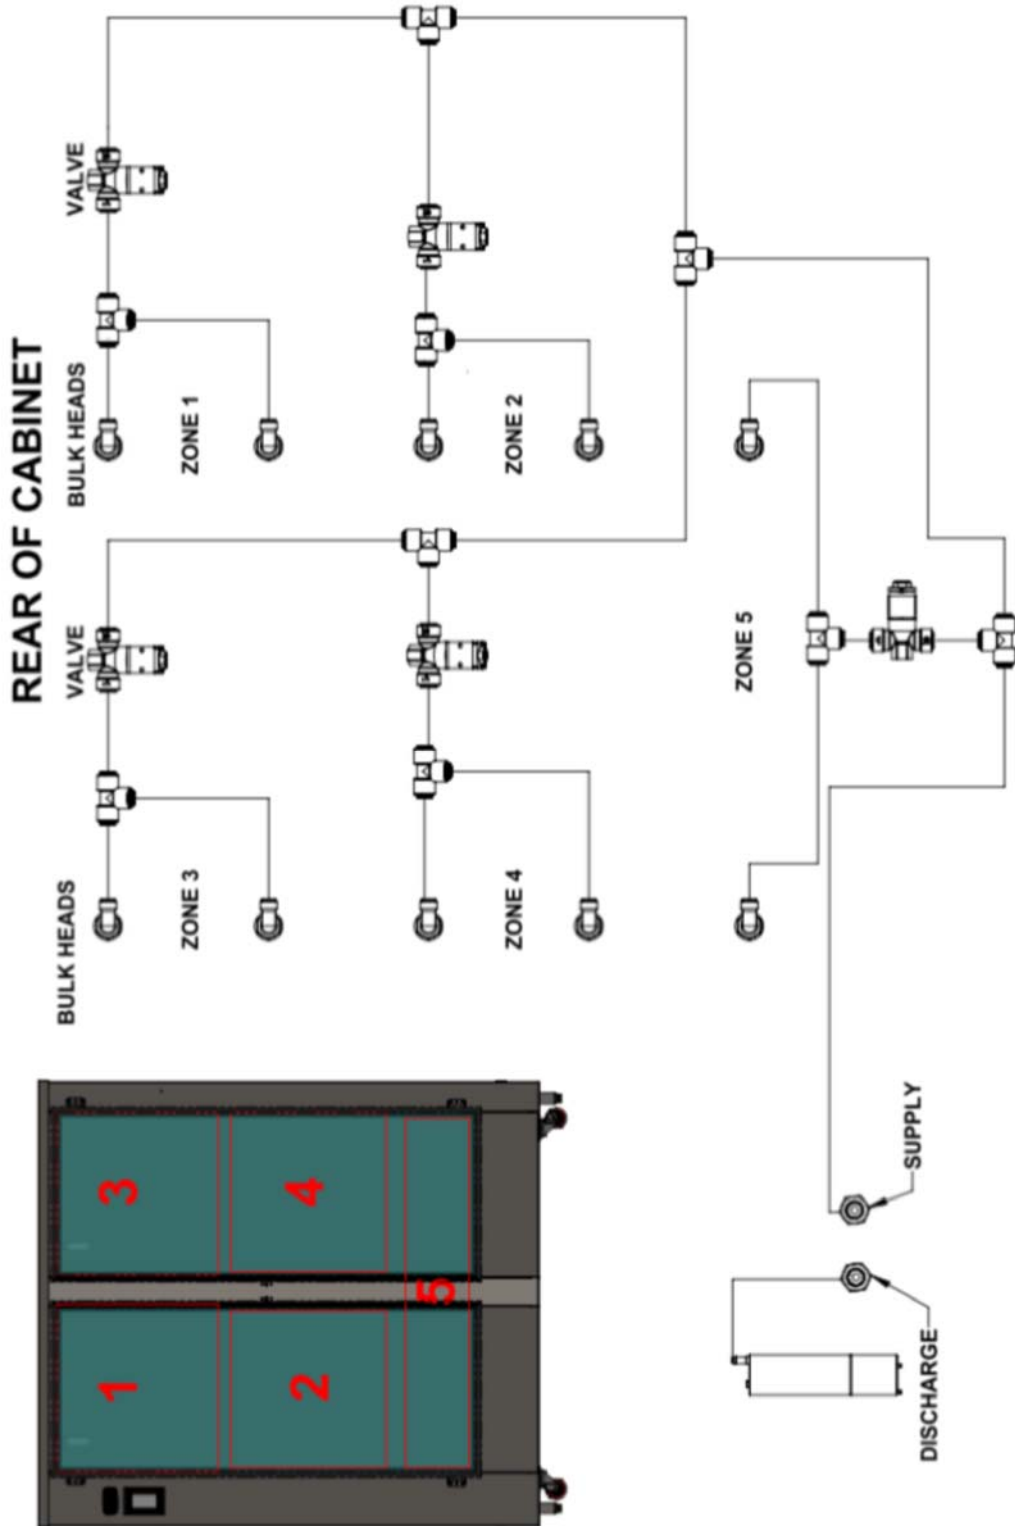 REAR OF CABINET
BULK HEADS
VALVE
BULK HEADS
VALVE
1
3
ZONE 3
ZONE 1
2
4
5
ZONE 4
ZONE 2
ZONE 5
SUPPLY
DISCHARGE